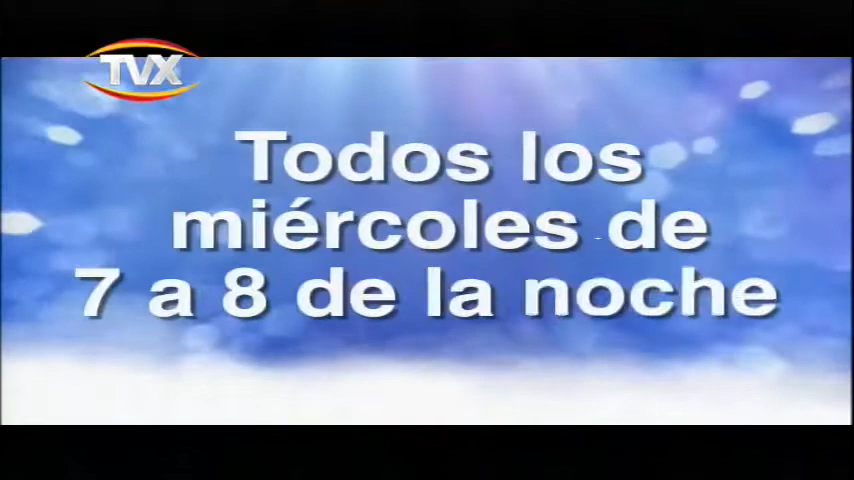 TVX
Todos los
miércoles de
7 a 8 de la noche